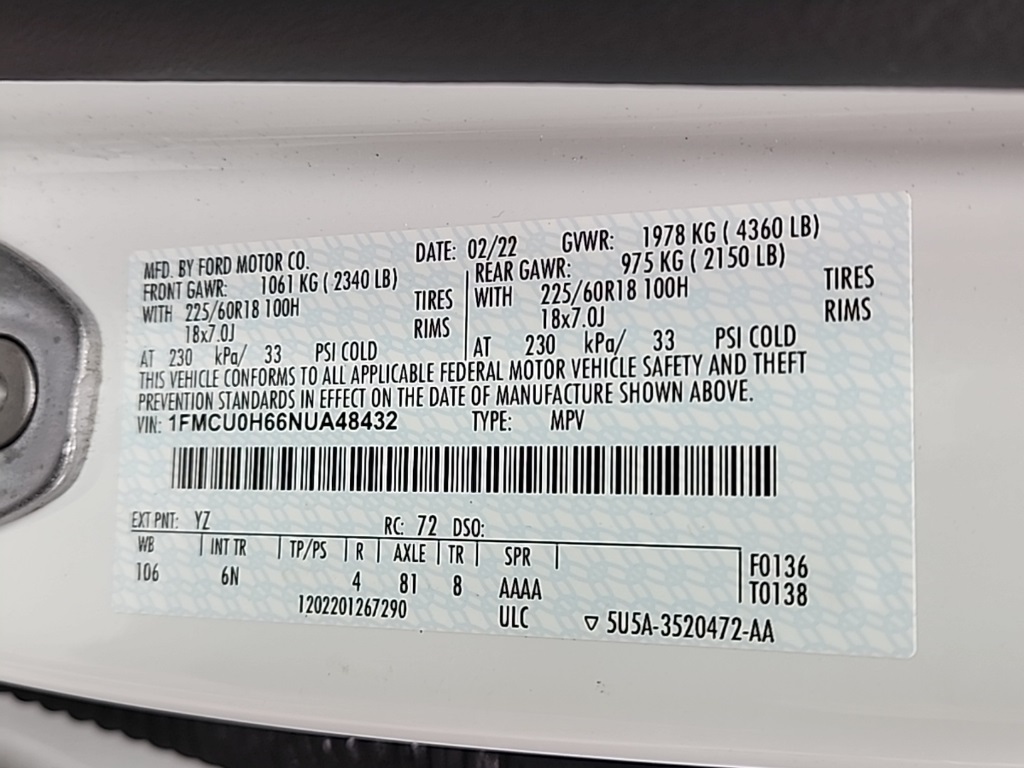 MFD. BY FORD MOTOR CO. DATE: 02/22 GVWR: 1978 KG ( 4360 LB)
FRONT GAWR: 1061 KG ( 2340 LB) REAR GAWR: 975 KG ( 2150 LB)
WITH 225/60R18 100H TIRES WITH 225/60R18 100H TIRES
18x7.0J RIMS 18x7.0J RIMS
AT 230 kPa/ 33 PSI COLD AT 230 kPa/ 33 PSI COLD
THIS VEHICLE CONFORMS TO ALL APPLICABLE FEDERAL MOTOR VEHICLE SAFETY AND THEFT
PREVENTION STANDARDS IN EFFECT ON THE DATE OF MANUFACTURE SHOWN ABOVE.
VIN: 1FMCU0H66NUA48432 TYPE: MPV
EXT PNT: YZ RC: 72 DSO:
WB INT TR TP/PS R AXLE TR SPR F0136
106 6N 4 81 8 AAAA T0138
1202201267290 ULC ▽ 5U5A-3520472-AA